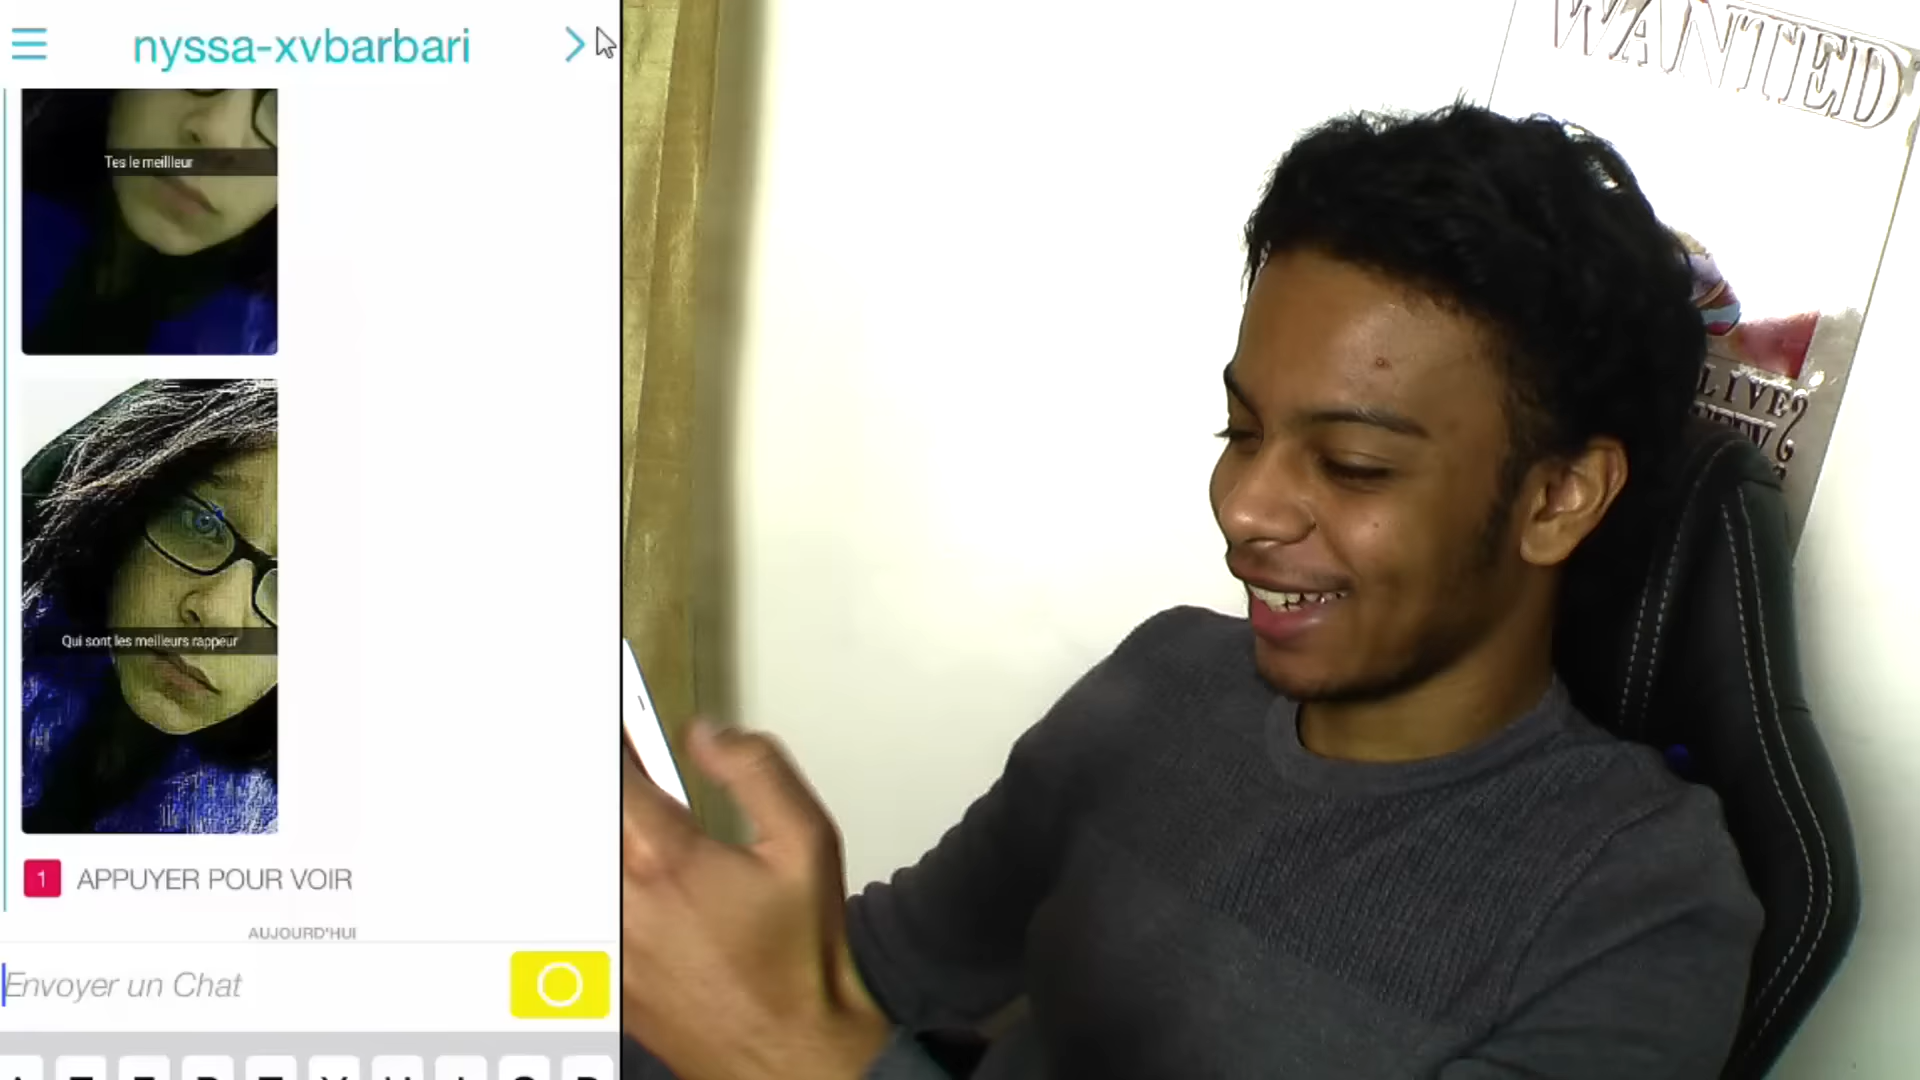 nyssa-xvbarbari
Tes le meillleur
Qui sont les meilleurs rappeur
1 APPUYER POUR VOIR
AUJOURD'HUI
Envoyer un Chat
WANTED